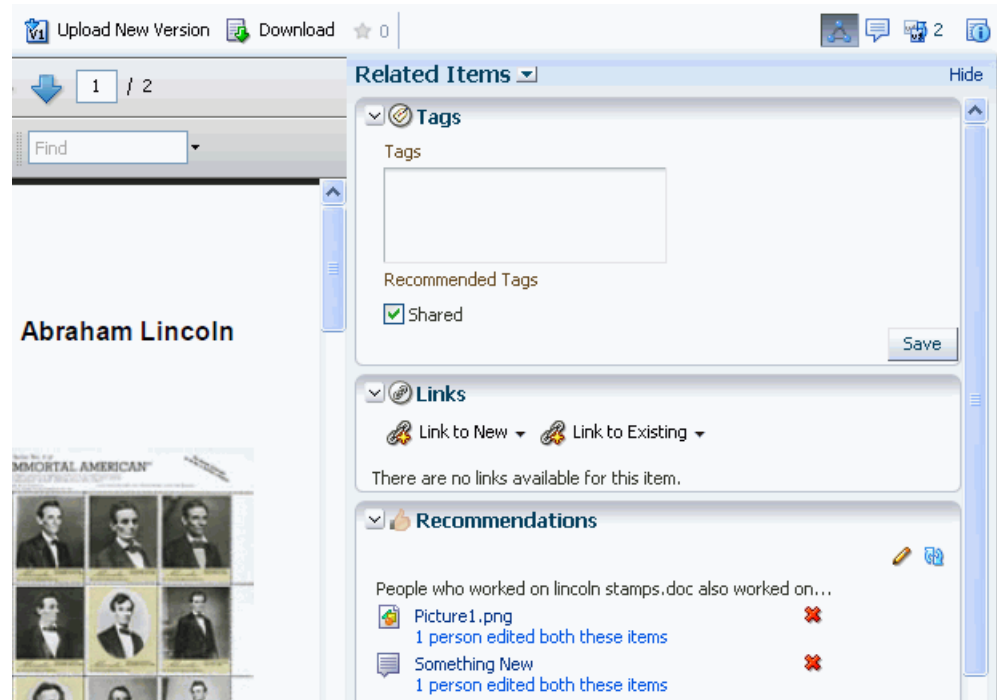 Upload New Version Download 0 2
Related Items Hide
1 / 2
Tags
Find
Tags
Recommended Tags
Shared
Abraham Lincoln
Save
Links
Link to New Link to Existing
MMORTAL AMERICAN"
There are no links available for this item.
Recommendations
People who worked on lincoln stamps.doc also worked on...
Picture1.png
1 person edited both these items
Something New
1 person edited both these items